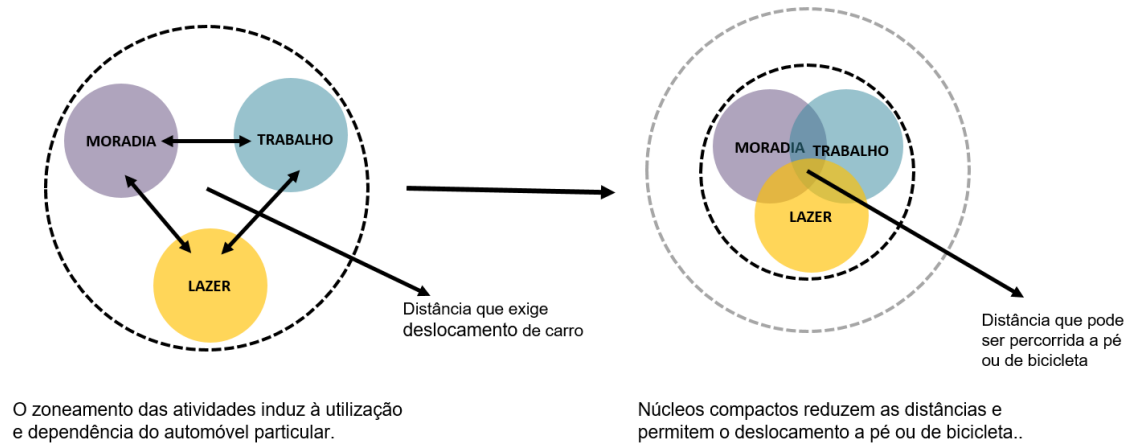 MORADIA
TRABALHO
LAZER
Distância que exige
deslocamento de carro
O zoneamento das atividades induz à utilização
e dependência do automóvel particular.
MORADIA
TRABALHO
LAZER
Distância que pode
ser percorrida a pé
ou de bicicleta
Núcleos compactos reduzem as distâncias e
permitem o deslocamento a pé ou de bicicleta..